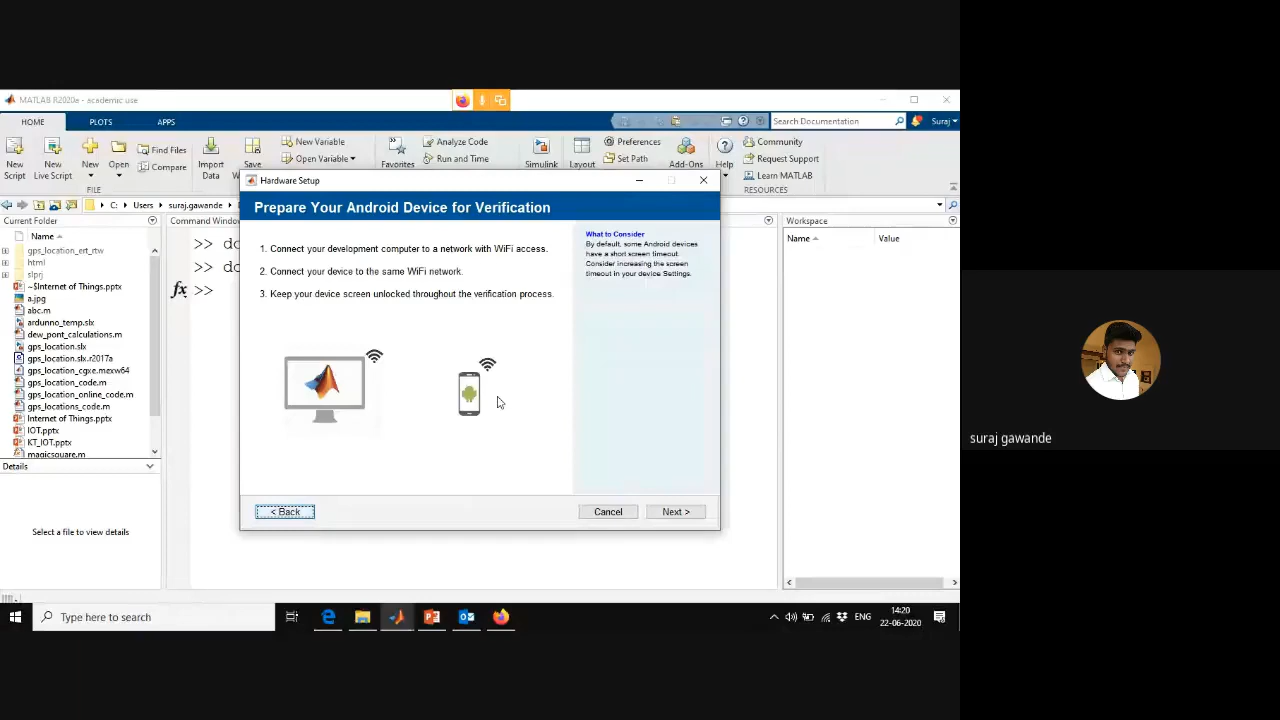 MATLAB R2020a - academic use
HOME
PLOTS
APPS
Search Documentation
Suraj
New Script
New Live Script
New
Open
Find Files
Compare
Import Data
Save
New Variable
Open Variable
Favorites
Analyze Code
Run and Time
Simulink
Layout
Preferences
Set Path
Add-Ons
Help
Community
Request Support
Learn MATLAB
FILE
RESOURCES
C:
Users
suraj.gawande
Current Folder
Name
gps_location_ert_rtw
html
slprj
~$Internet of Things.pptx
a.jpg
abc.m
ardunno_temp.slx
dew_pont_calculations.m
gps_location.slx
gps_location.slx.r2017a
gps_location_cgxe.mexw64
gps_location_code.m
gps_location_online_code.m
gps_locations_code.m
Internet of Things.pptx
IOT.pptx
KT_IOT.pptx
magicsquare.m
Details
Select a file to view details
Command Window
>> do
>> do
fx >>
Hardware Setup
Prepare Your Android Device for Verification
1. Connect your development computer to a network with WiFi access.
2. Connect your device to the same WiFi network.
3. Keep your device screen unlocked throughout the verification process.
What to Consider
By default, some Android devices
have a short screen timeout.
Consider increasing the screen
timeout in your device Settings.
< Back
Cancel
Next >
Workspace
Name
Value
Type here to search
ENG
14:20
22-06-2020
suraj gawande